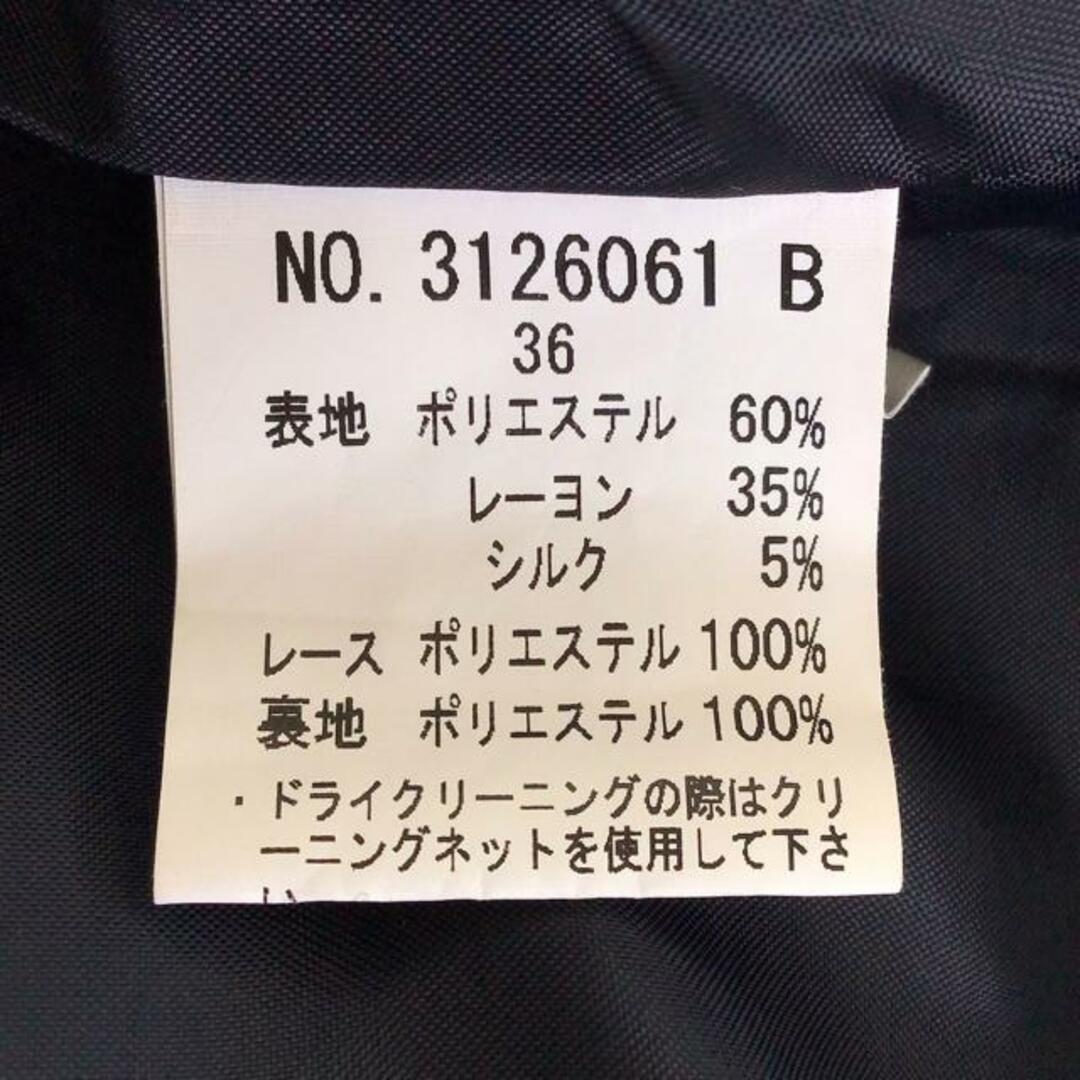 NO. 3126061 B
36
表地 ポリエステル 60%
レーヨン 35%
シルク 5%
レース ポリエステル 100%
裏地 ポリエステル 100%
・ドライクリーニングの際はクリ
ーニングネットを使用して下さ